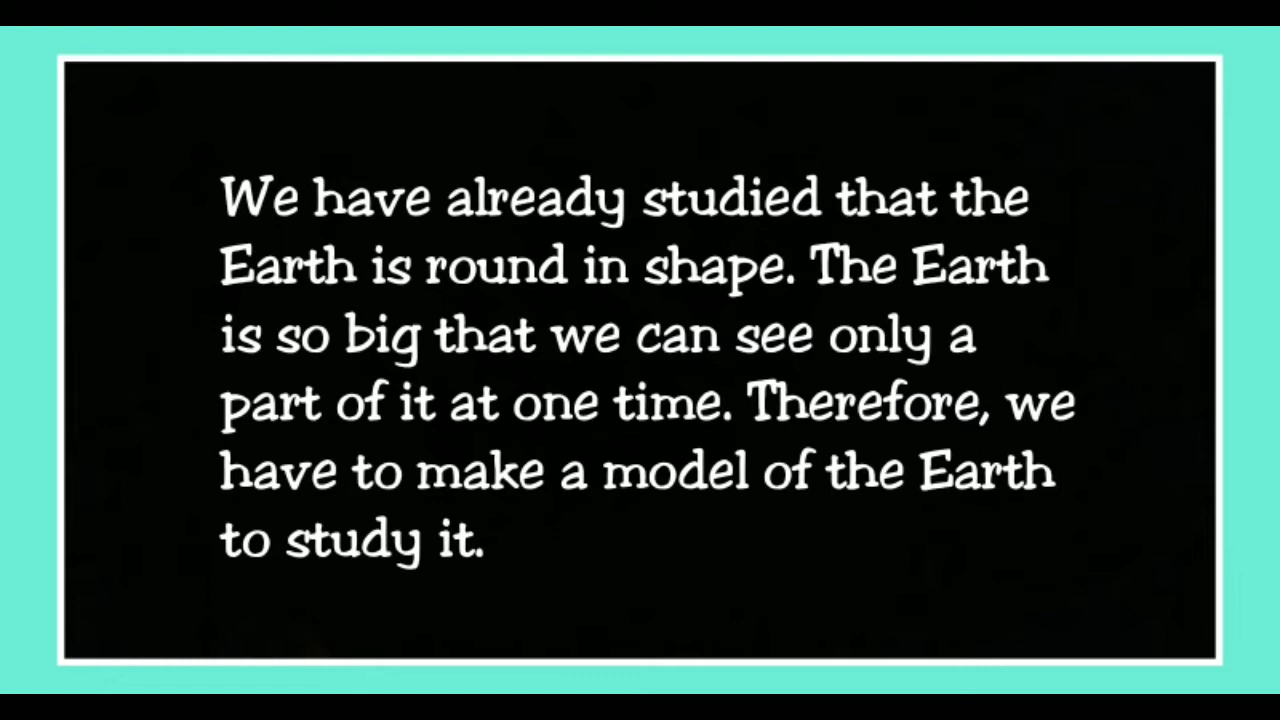 We have already studied that the
Earth is round in shape. The Earth
is so big that we can see only a
part of it at one time. Therefore, we
have to make a model of the Earth
to study it.